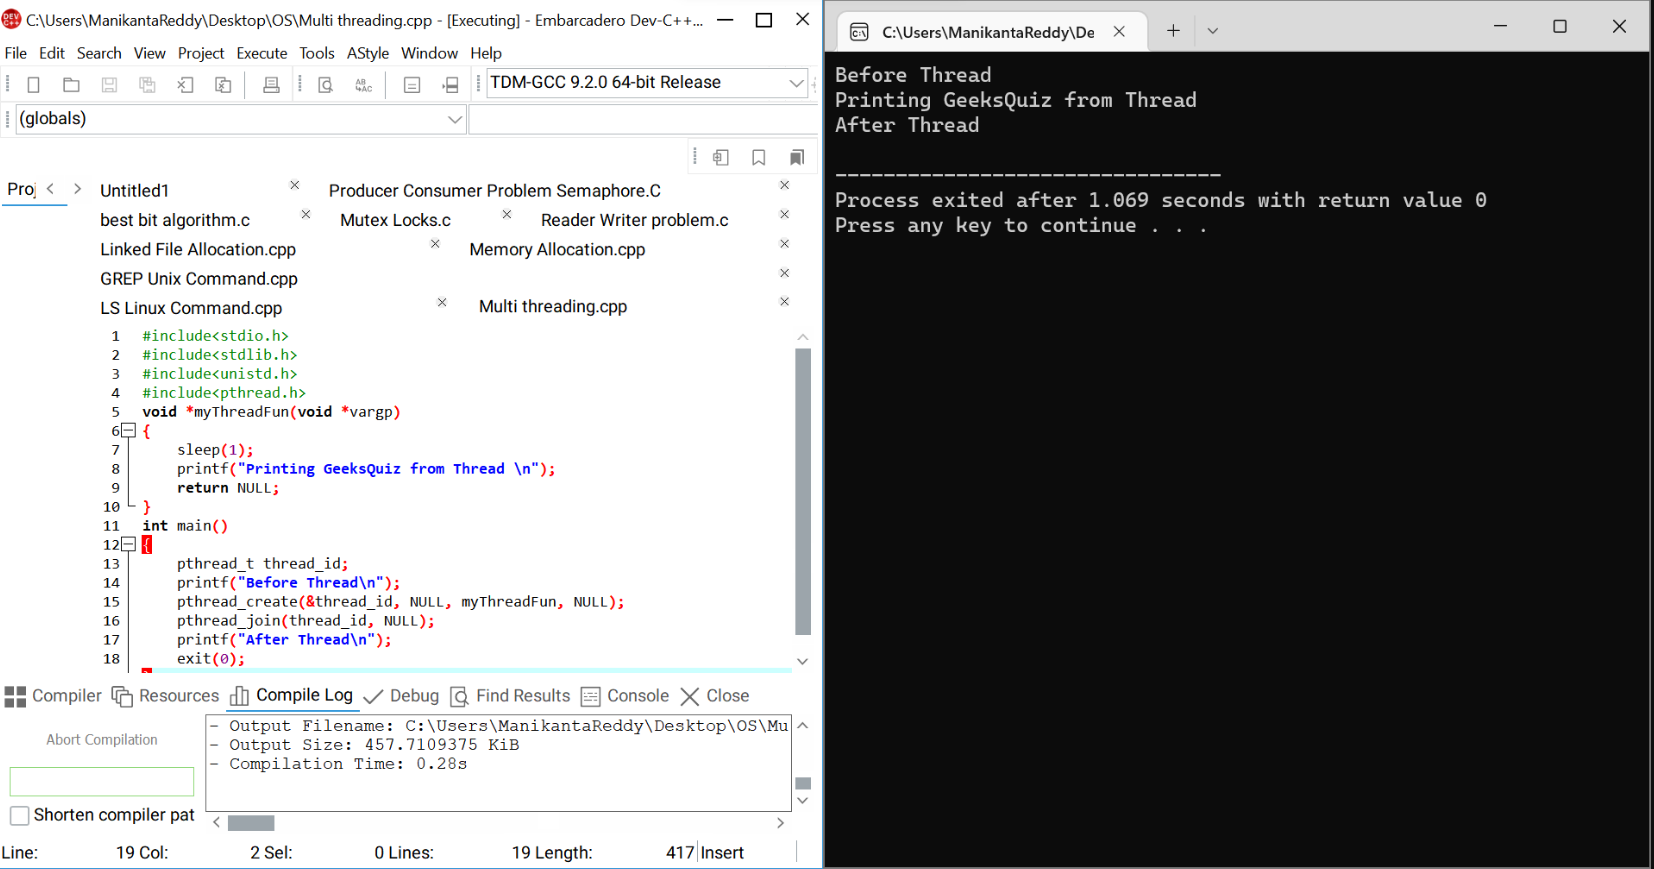 C:\Users\ManikantaReddy\Desktop\OS\Multi threading.cpp - [Executing] - Embarcadero Dev-C++...
File Edit Search View Project Execute Tools AStyle Window Help
TDM-GCC 9.2.0 64-bit Release
(globals)
Proj
Untitled1 Producer Consumer Problem Semaphore.C
best bit algorithm.c Mutex Locks.c Reader Writer problem.c
Linked File Allocation.cpp Memory Allocation.cpp
GREP Unix Command.cpp
LS Linux Command.cpp Multi threading.cpp
1 #include<stdio.h>
2 #include<stdlib.h>
3 #include<unistd.h>
4 #include<pthread.h>
5 void *myThreadFun(void *vargp)
6 {
7 sleep(1);
8 printf("Printing GeeksQuiz from Thread \n");
9 return NULL;
10 }
11 int main()
12 {
13 pthread_t thread_id;
14 printf("Before Thread\n");
15 pthread_create(&thread_id, NULL, myThreadFun, NULL);
16 pthread_join(thread_id, NULL);
17 printf("After Thread\n");
18 exit(0);
Compiler Resources Compile Log Debug Find Results Console Close
Abort Compilation
Shorten compiler pat
- Output Filename: C:\Users\ManikantaReddy\Desktop\OS\Mu
- Output Size: 457.7109375 KiB
- Compilation Time: 0.28s
Line: 19 Col: 2 Sel: 0 Lines: 19 Length: 417 Insert
C:\Users\ManikantaReddy\De
Before Thread
Printing GeeksQuiz from Thread
After Thread
--------------------------------
Process exited after 1.069 seconds with return value 0
Press any key to continue . . .